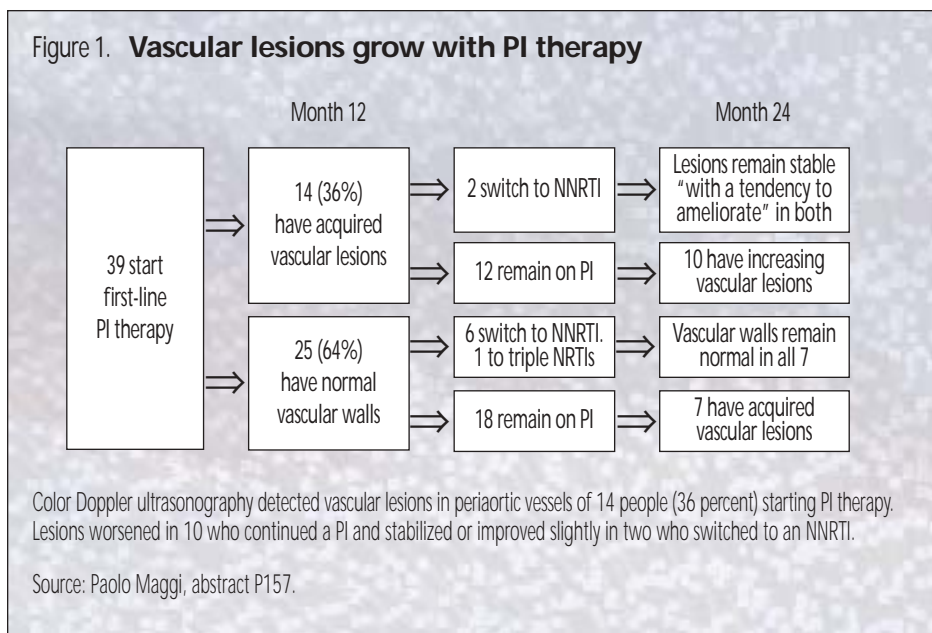 Figure 1. Vascular lesions grow with PI therapy
Month 12
Month 24
39 start
first-line
PI therapy
14 (36%)
have acquired
vascular lesions
2 switch to NNRTI
Lesions remain stable
“with a tendency to
ameliorate” in both
12 remain on PI
10 have increasing
vascular lesions
25 (64%)
have normal
vascular walls
6 switch to NNRTI.
1 to triple NRTIs
Vascular walls remain
normal in all 7
18 remain on PI
7 have acquired
vascular lesions
Color Doppler ultrasonography detected vascular lesions in periaortic vessels of 14 people (36 percent) starting PI therapy.
Lesions worsened in 10 who continued a PI and stabilized or improved slightly in two who switched to an NNRTI.
Source: Paolo Maggi, abstract P157.